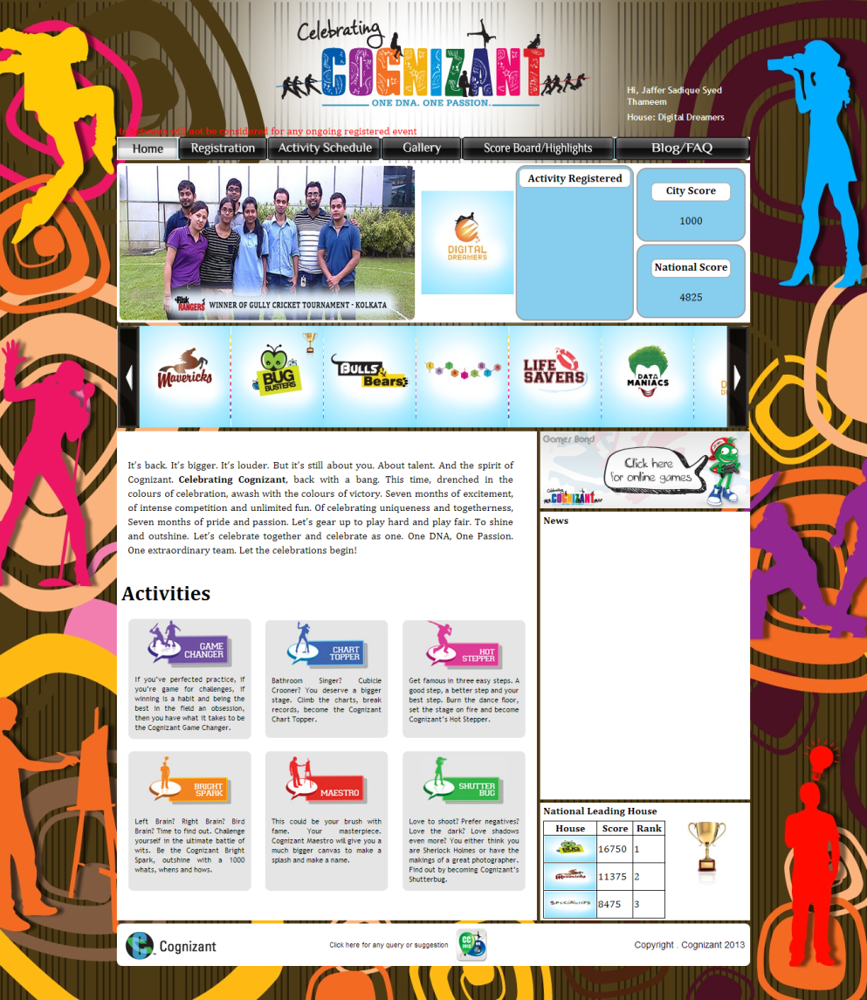 Celebrating
COGNIZANT
ONE DNA. ONE PASSION.
Hi, Jaffer Sadique Syed
Thameem
House: Digital Dreamers
will not be considered for any ongoing registered event
Home Registration Activity Schedule Gallery Score Board/Highlights Blog/FAQ
Risk
RANGERS WINNER OF GULLY CRICKET TOURNAMENT - KOLKATA
DIGITAL
DREAMERS
Activity Registered
City Score
1000
National Score
4825
Mavericks
BUG
BUSTERS
BULLS &
Bears
LIFE
SAVERS
DATA
MANIACS
It's back. It's bigger. It's louder. But it's still about you. About talent. And the spirit of
Cognizant. Celebrating Cognizant, back with a bang. This time, drenched in the
colours of celebration, awash with the colours of victory. Seven months of excitement,
of intense competition and unlimited fun. Of celebrating uniqueness and togetherness,
Seven months of pride and passion. Let's gear up to play hard and play fair. To shine
and outshine. Let's celebrate together and celebrate as one. One DNA, One Passion.
One extraordinary team. Let the celebrations begin!
Games Bond
Click here
for online games
COGNIZANT
News
Activities
GAME
CHANGER
If you've perfected practice, if
you're game for challenges, if
winning is a habit and being the
best in the field an obsession,
then you have what it takes to be
the Cognizant Game Changer.
CHART
TOPPER
Bathroom Singer? Cubicle
Crooner? You deserve a bigger
stage. Climb the charts, break
records, become the Cognizant
Chart Topper.
HOT
STEPPER
Get famous in three easy steps. A
good step, a better step and your
best step. Burn the dance floor,
set the stage on fire and become
Cognizant's Hot Stepper.
BRIGHT
SPARK
Left Brain? Right Brain? Bird
Brain? Time to find out. Challenge
yourself in the ultimate battle of
wits. Be the Cognizant Bright
Spark, outshine with a 1000
whats, whens and hows.
MAESTRO
This could be your brush with
fame. Your masterpiece.
Cognizant Maestro will give you a
much bigger canvas to make a
splash and make a name.
SHUTTER
BUG
Love to shoot? Prefer negatives?
Love the dark? Love shadows
even more? You either think you
are Sherlock Holmes or have the
makings of a great photographer.
Find out by becoming Cognizant's
Shutterbug.
National Leading House
House Score Rank
BUG 16750 1
Mavericks 11375 2
SPECIALISTS 8475 3
Cognizant
Click here for any query or suggestion
CC
2013
Copyright . Cognizant 2013